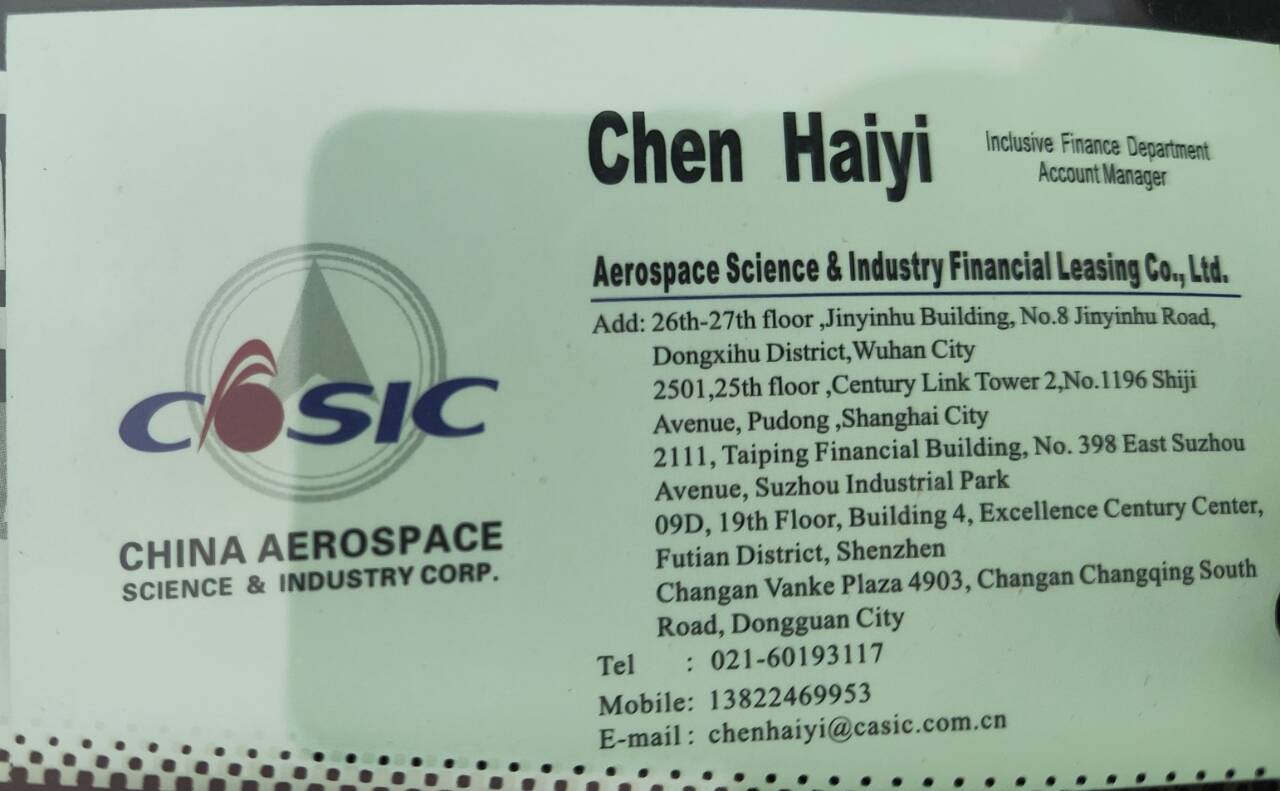 CASIC
CHINA AEROSPACE
SCIENCE & INDUSTRY CORP.
Chen Haiyi
Inclusive Finance Department
Account Manager
Aerospace Science & Industry Financial Leasing Co., Ltd.
Add: 26th-27th floor ,Jinyinhu Building, No.8 Jinyinhu Road,
Dongxihu District,Wuhan City
2501,25th floor ,Century Link Tower 2,No.1196 Shiji
Avenue, Pudong ,Shanghai City
2111, Taiping Financial Building, No. 398 East Suzhou
Avenue, Suzhou Industrial Park
09D, 19th Floor, Building 4, Excellence Century Center,
Futian District, Shenzhen
Changan Vanke Plaza 4903, Changan Changqing South
Road, Dongguan City
Tel : 021-60193117
Mobile: 13822469953
E-mail : chenhaiyi@casic.com.cn